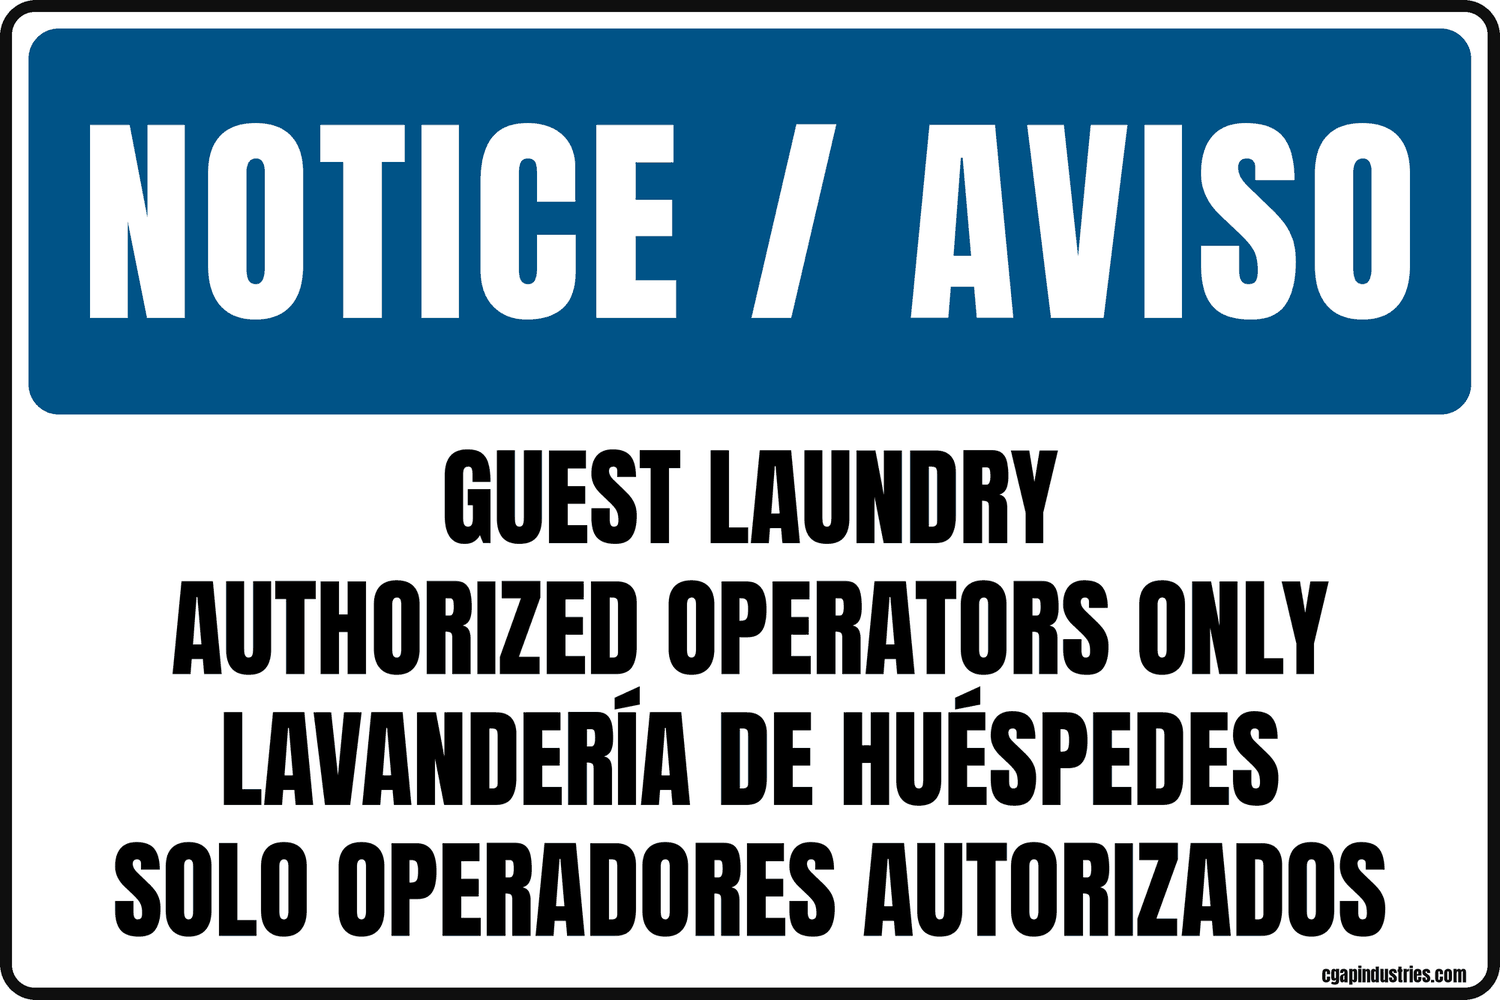 NOTICE / AVISO
GUEST LAUNDRY
AUTHORIZED OPERATORS ONLY
LAVANDERÍA DE HUÉSPEDES
SOLO OPERADORES AUTORIZADOS
cgapindustries.com